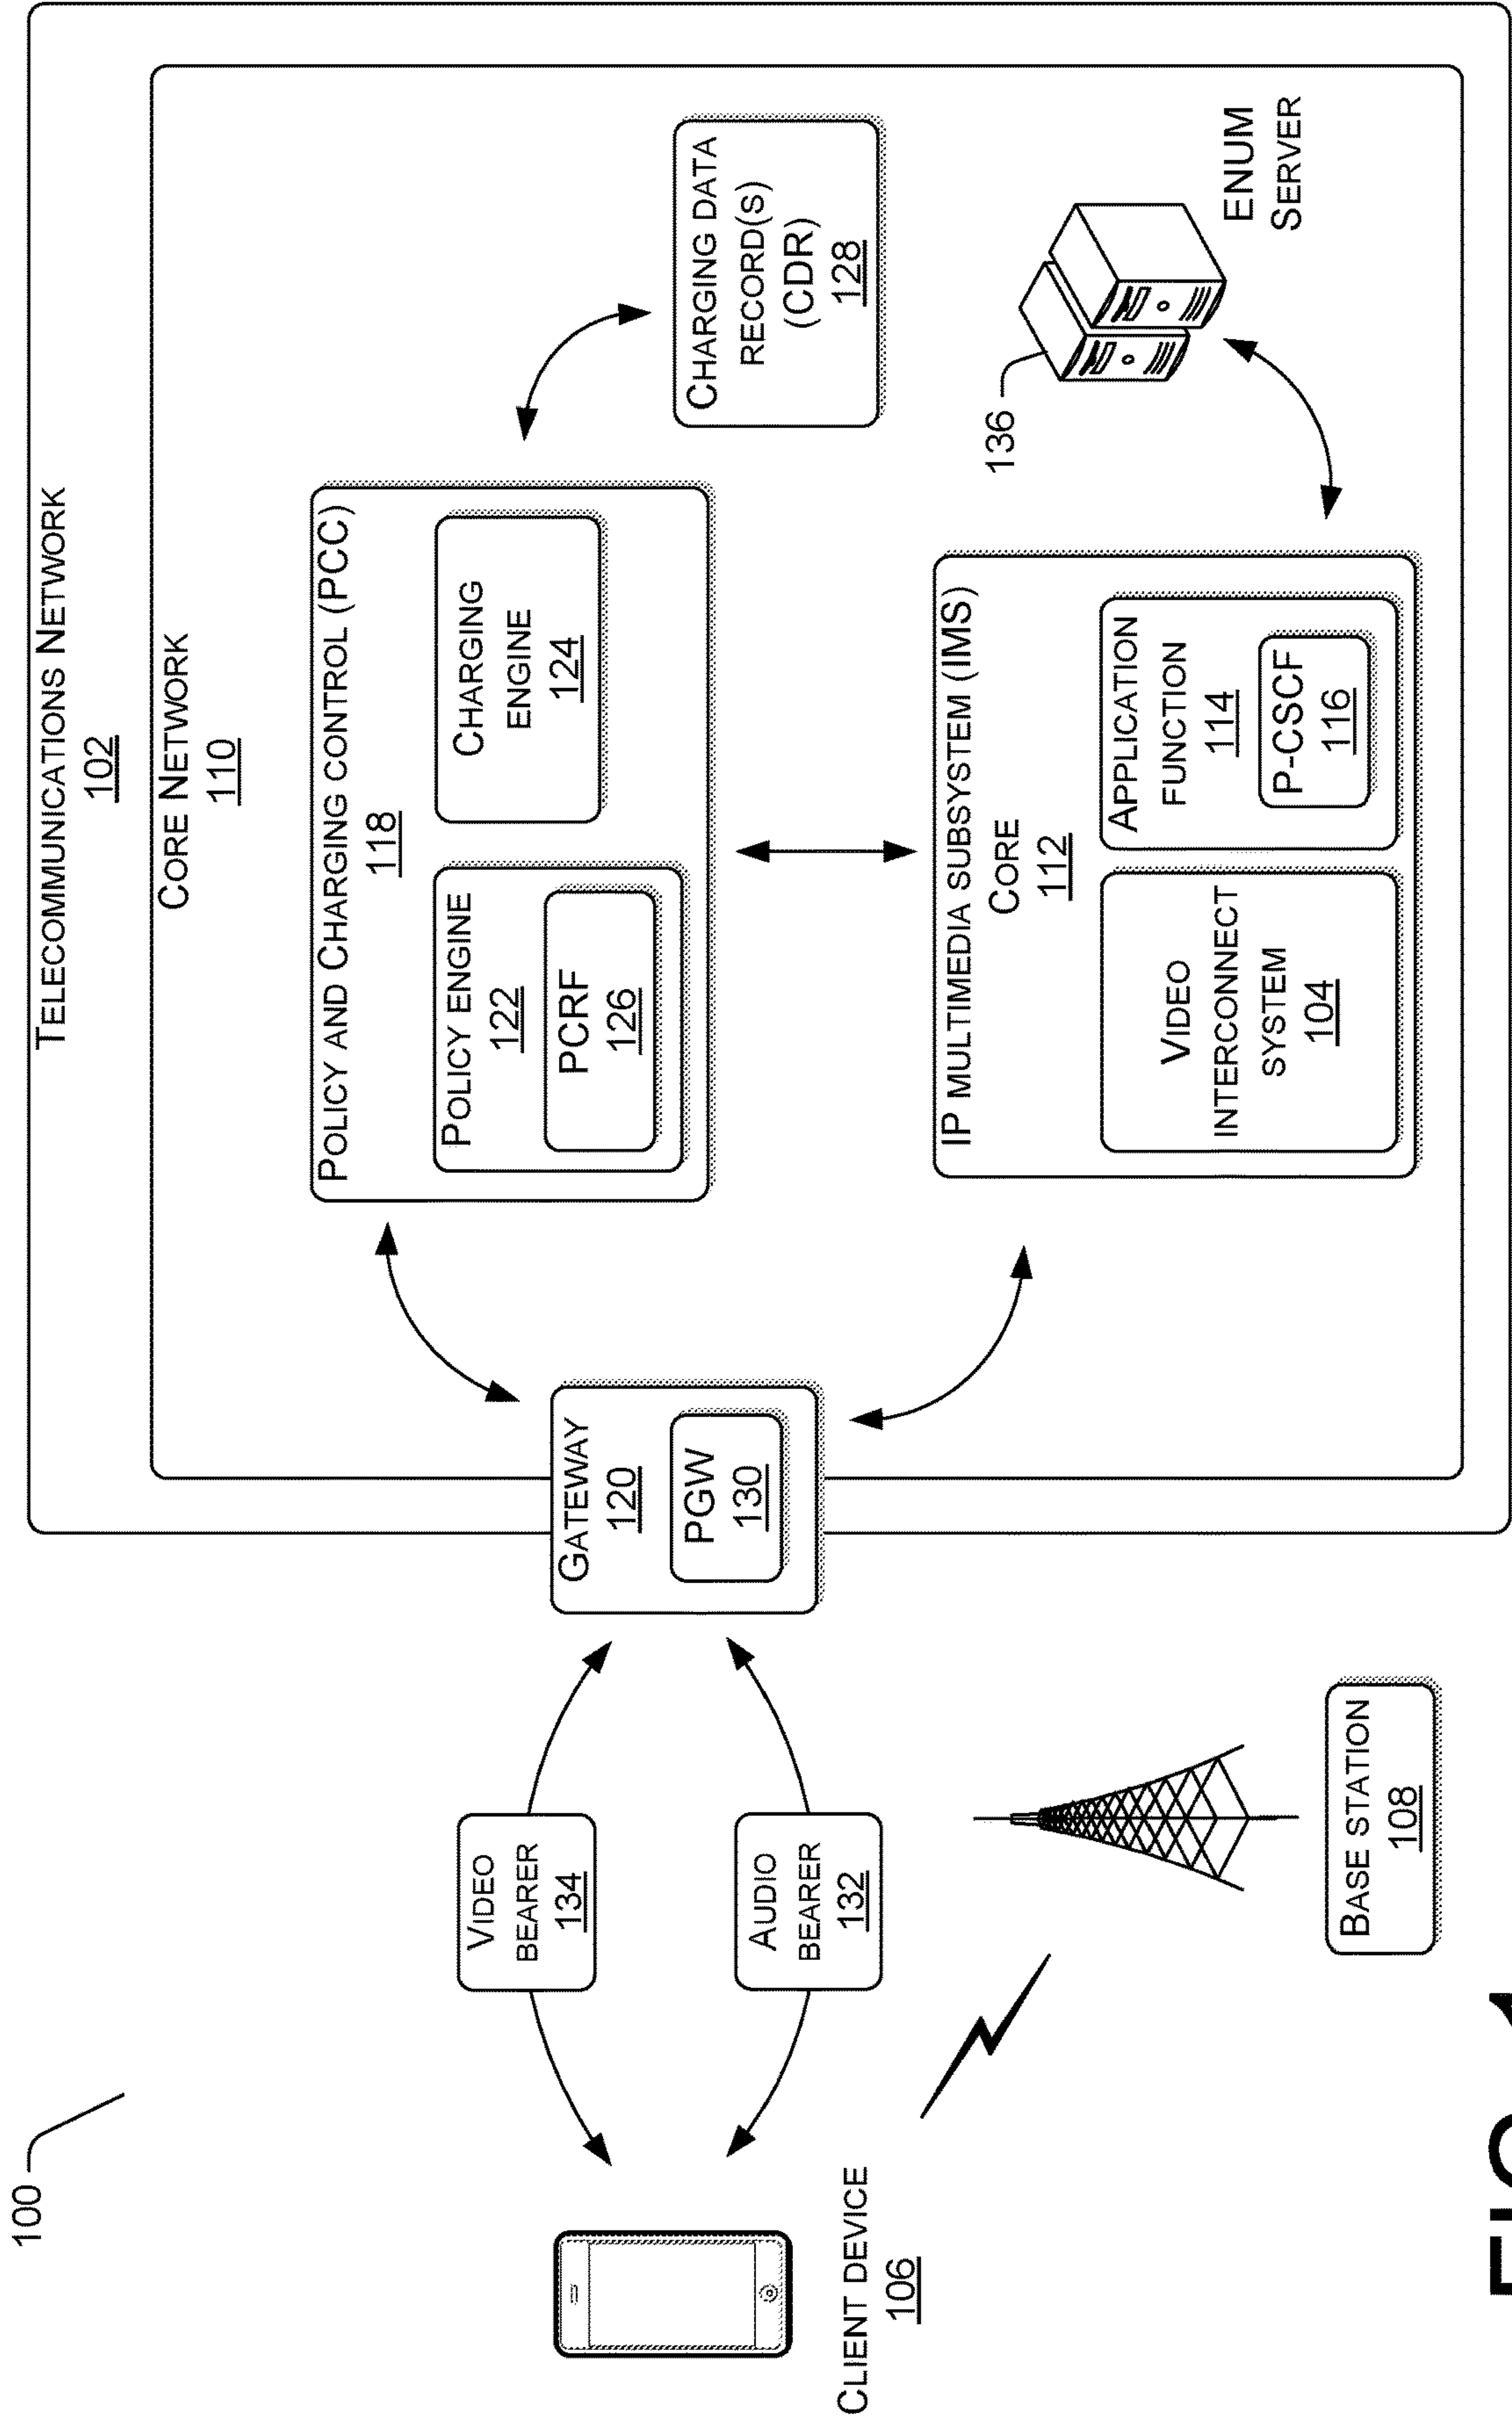 100
TELECOMMUNICATIONS NETWORK
102
CORE NETWORK
110
POLICY AND CHARGING CONTROL (PCC)
118
POLICY ENGINE
122
PCRF
126
CHARGING
ENGINE
124
CHARGING DATA
RECORD(S)
(CDR)
128
GATEWAY
120
PGW
130
VIDEO
BEARER
134
AUDIO
BEARER
132
CLIENT DEVICE
106
BASE STATION
108
IP MULTIMEDIA SUBSYSTEM (IMS)
CORE
112
VIDEO
INTERCONNECT
SYSTEM
104
APPLICATION
FUNCTION
114
P-CSCF
116
136
ENUM
SERVER